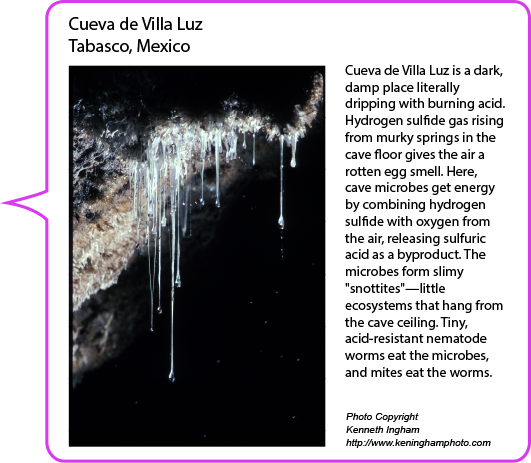 Cueva de Villa Luz
Tabasco, Mexico
Cueva de Villa Luz is a dark,
damp place literally
dripping with burning acid.
Hydrogen sulfide gas rising
from murky springs in the
cave floor gives the air a
rotten egg smell. Here,
cave microbes get energy
by combining hydrogen
sulfide with oxygen from
the air, releasing sulfuric
acid as a byproduct. The
microbes form slimy
"snottites"—little
ecosystems that hang from
the cave ceiling. Tiny,
acid-resistant nematode
worms eat the microbes,
and mites eat the worms.
Photo Copyright
Kenneth Ingham
http://www.keninghamphoto.com